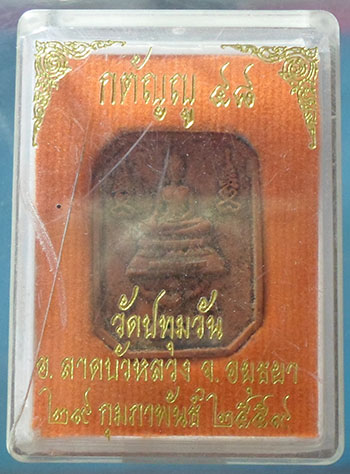 กตัญญู ๔๘
วัดปทุมวัน
อ. ลาดบัวหลวง จ. อยุธยา
๒๙ กุมภาพันธ์ ๒๕๕๙